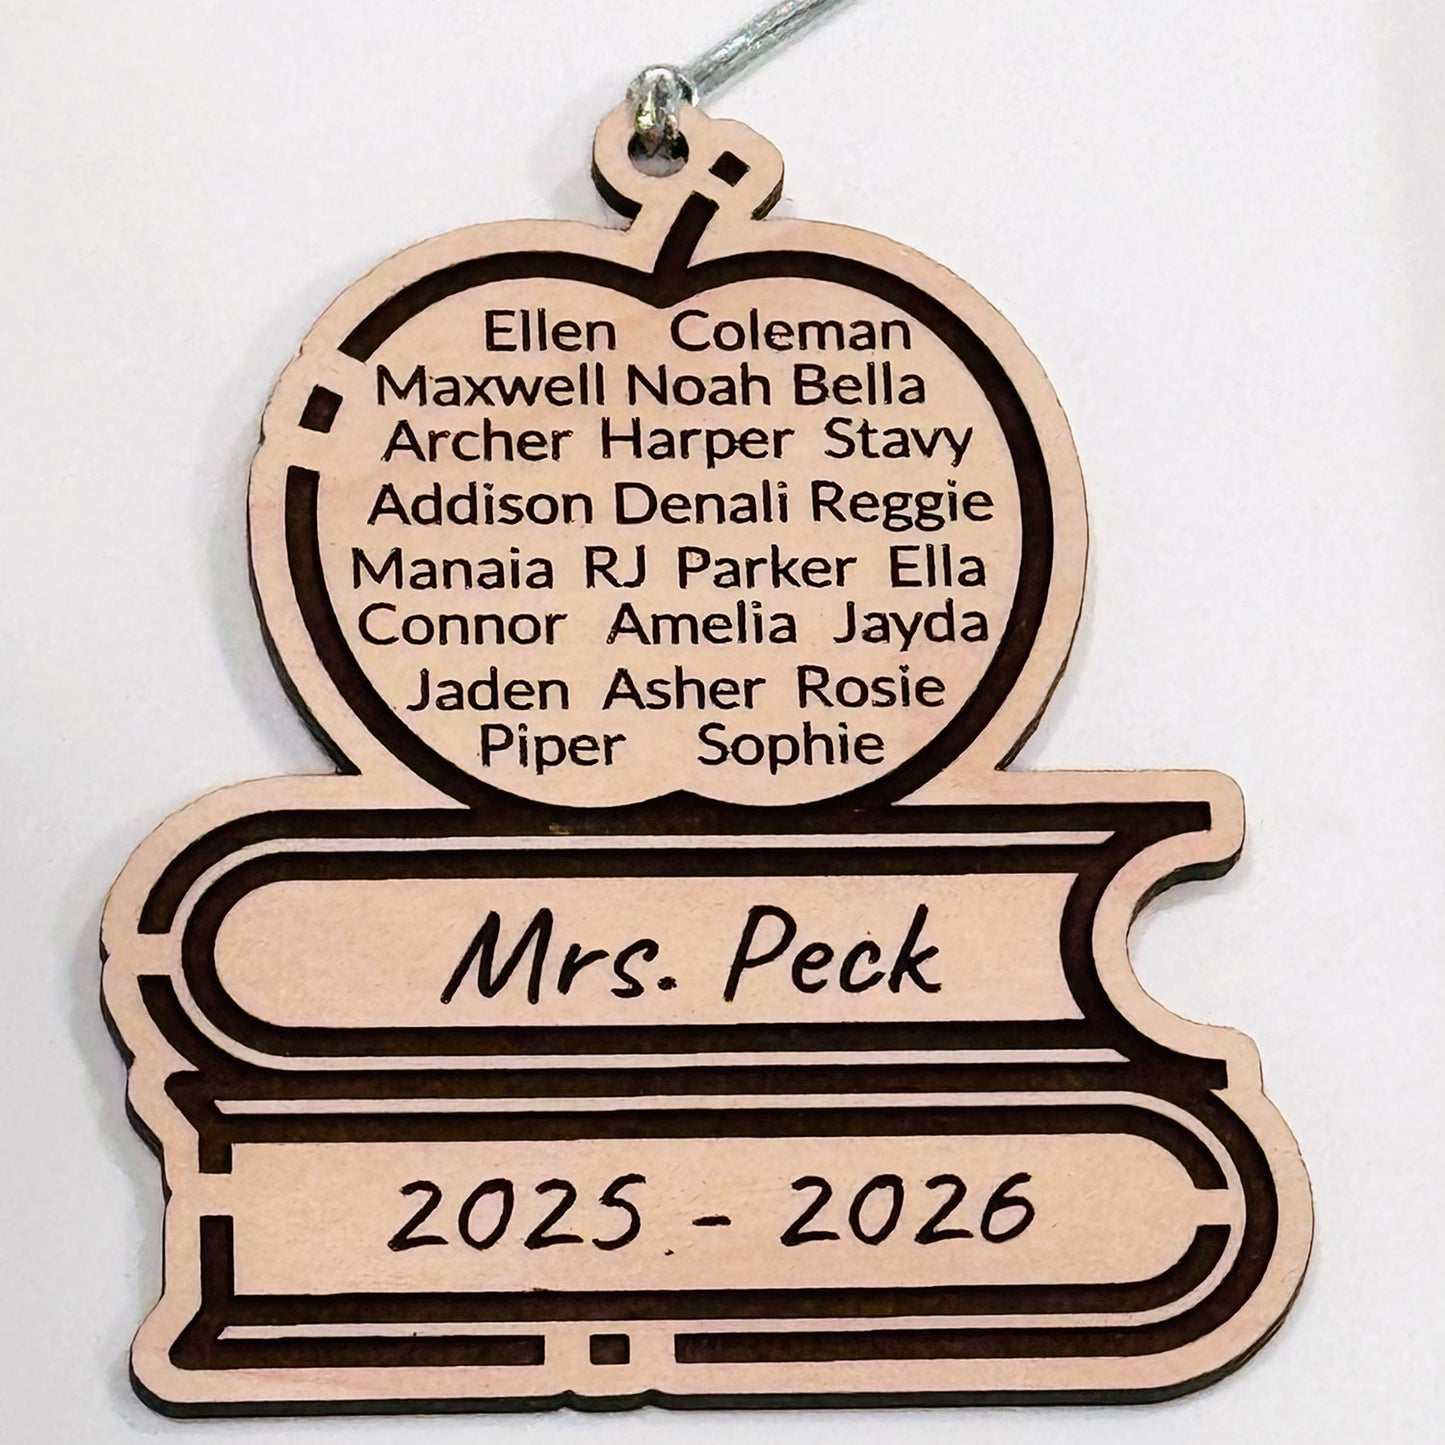 Ellen Coleman
Maxwell Noah Bella
Archer Harper Stavy
Addison Denali Reggie
Manaia RJ Parker Ella
Connor Amelia Jayda
Jaden Asher Rosie
Piper Sophie
Mrs. Peck
2025 - 2026